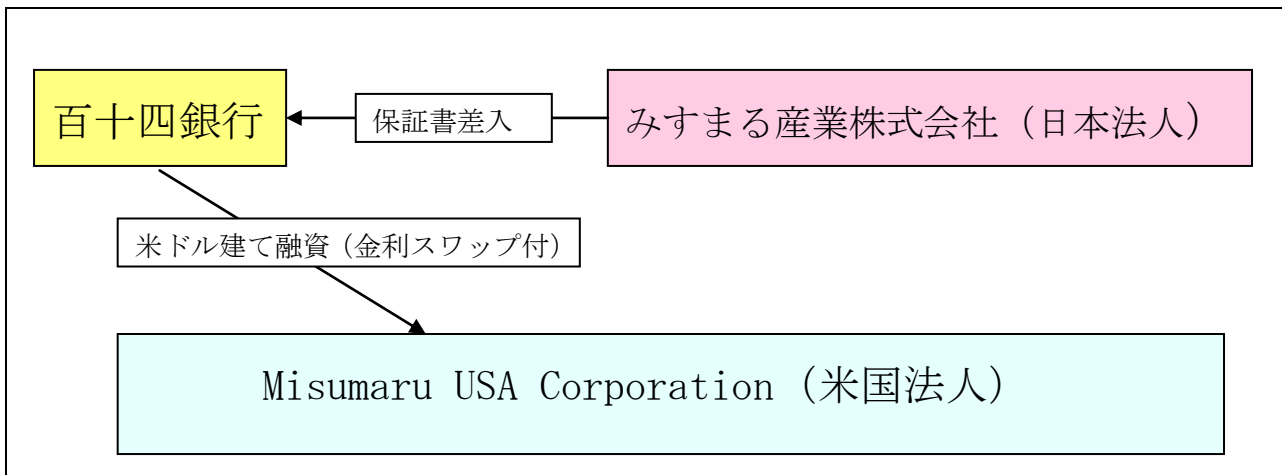 百十四銀行
保証書差入
みすまる産業株式会社（日本法人）
米ドル建て融資（金利スワップ付）
Misumaru USA Corporation（米国法人）